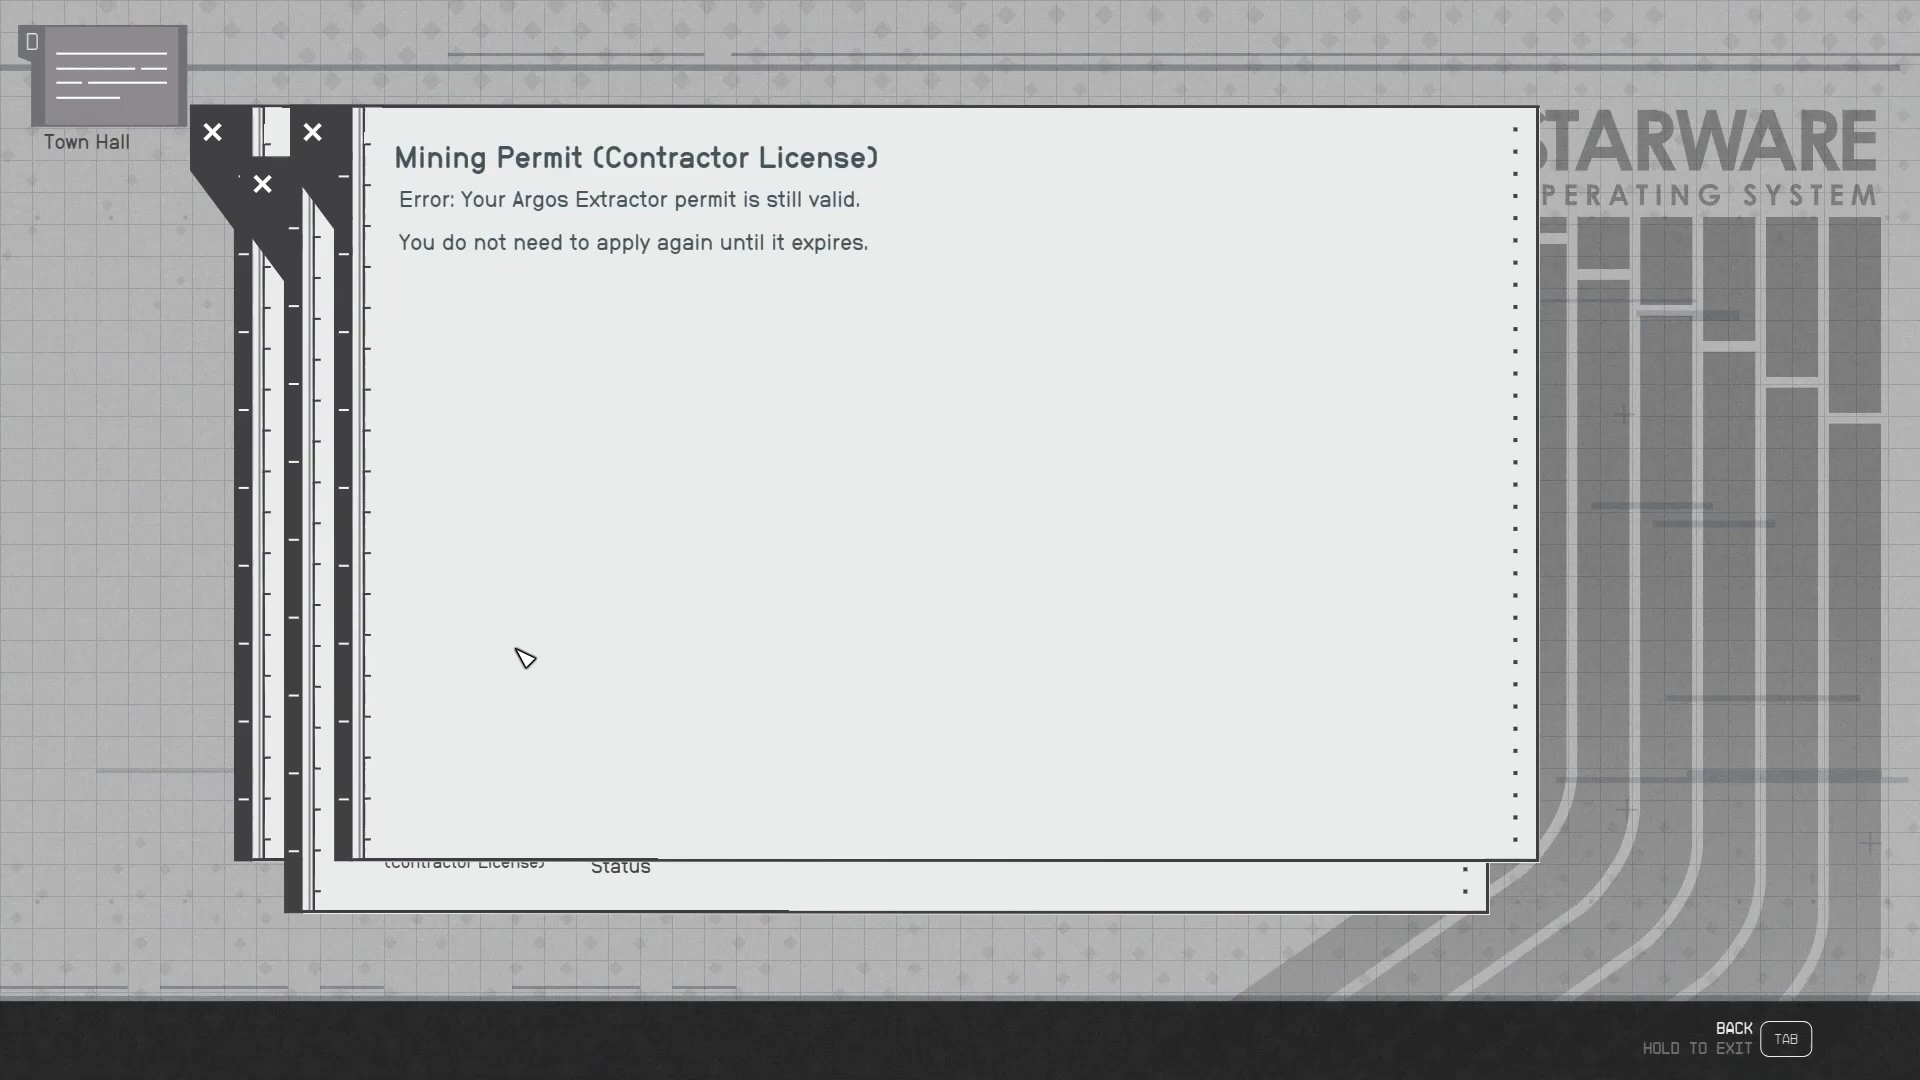 Town Hall
STARWARE
PERATING SYSTEM
Mining Permit (Contractor License)
Error: Your Argos Extractor permit is still valid.
You do not need to apply again until it expires.
(Contractor License)
Status
BACK
HOLD TO EXIT
TAB